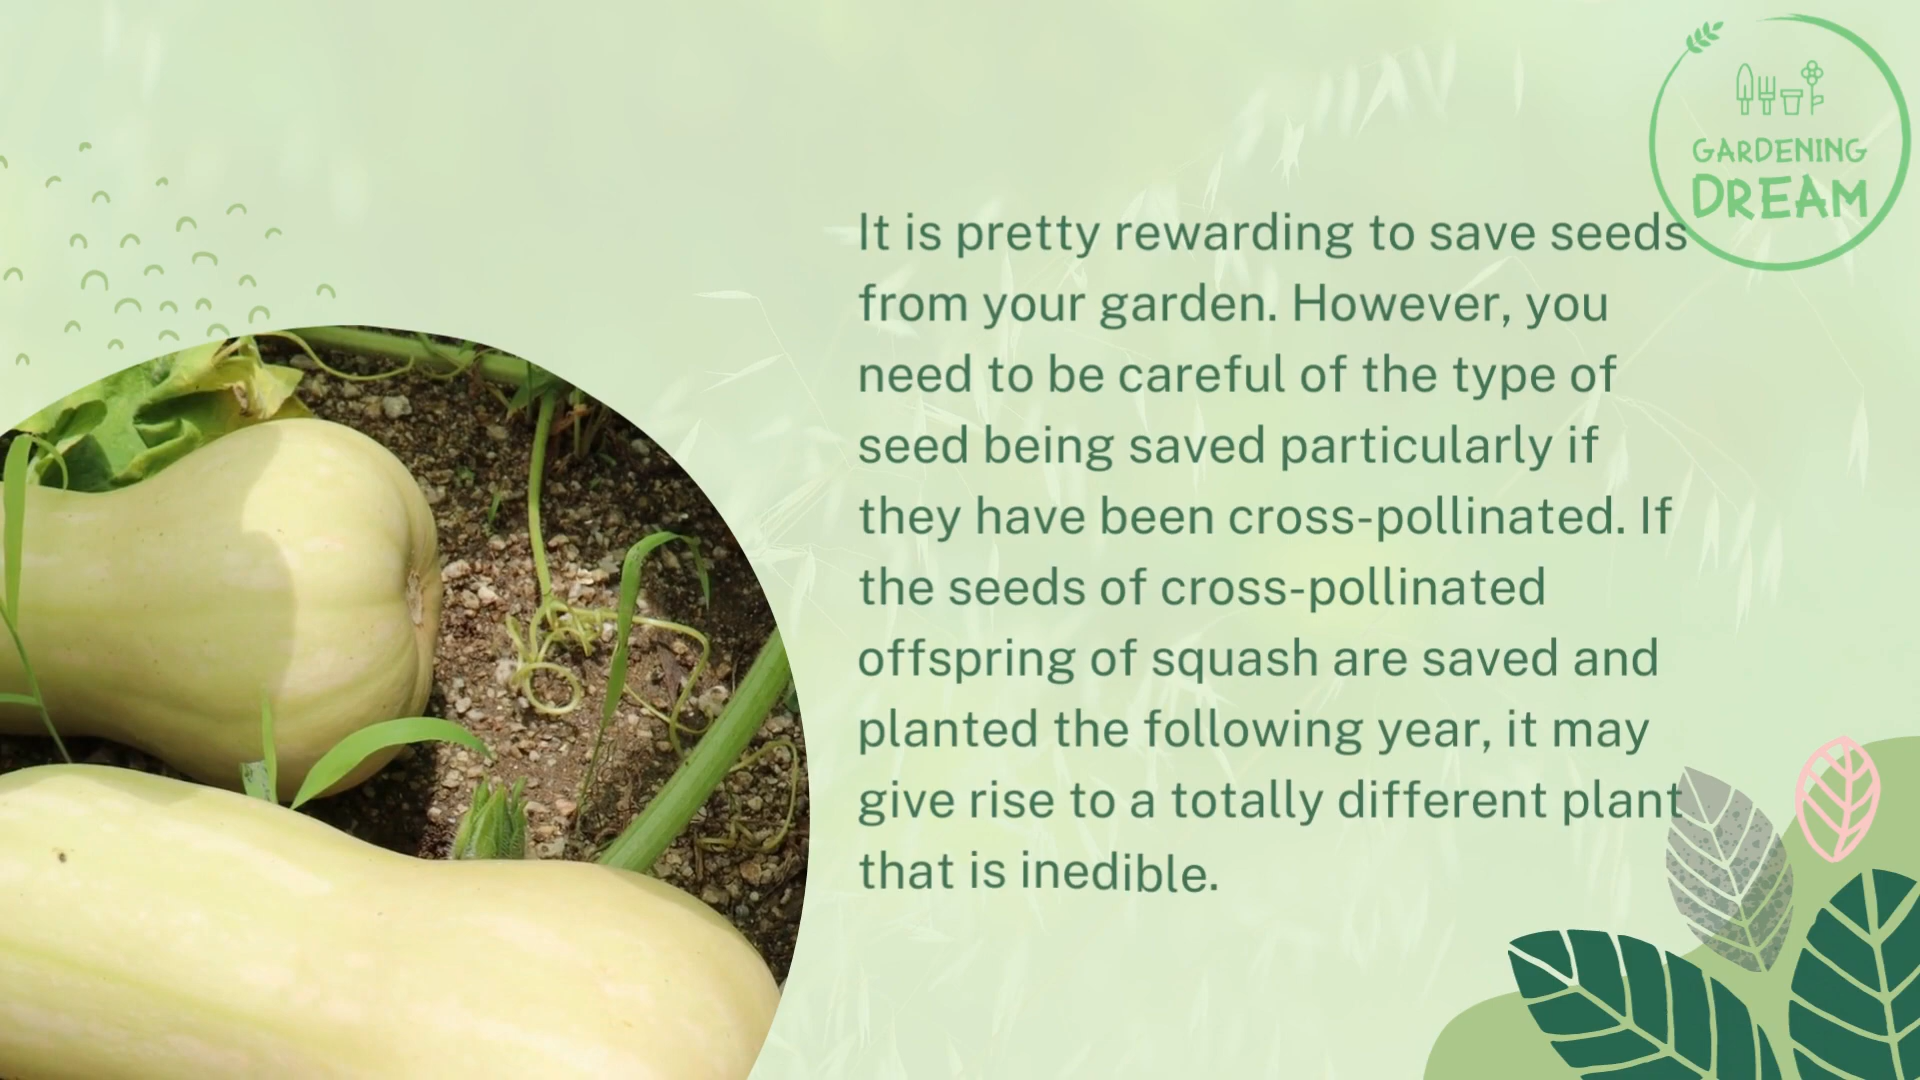 GARDENING
DREAM
It is pretty rewarding to save seeds
from your garden. However, you
need to be careful of the type of
seed being saved particularly if
they have been cross-pollinated. If
the seeds of cross-pollinated
offspring of squash are saved and
planted the following year, it may
give rise to a totally different plant
that is inedible.